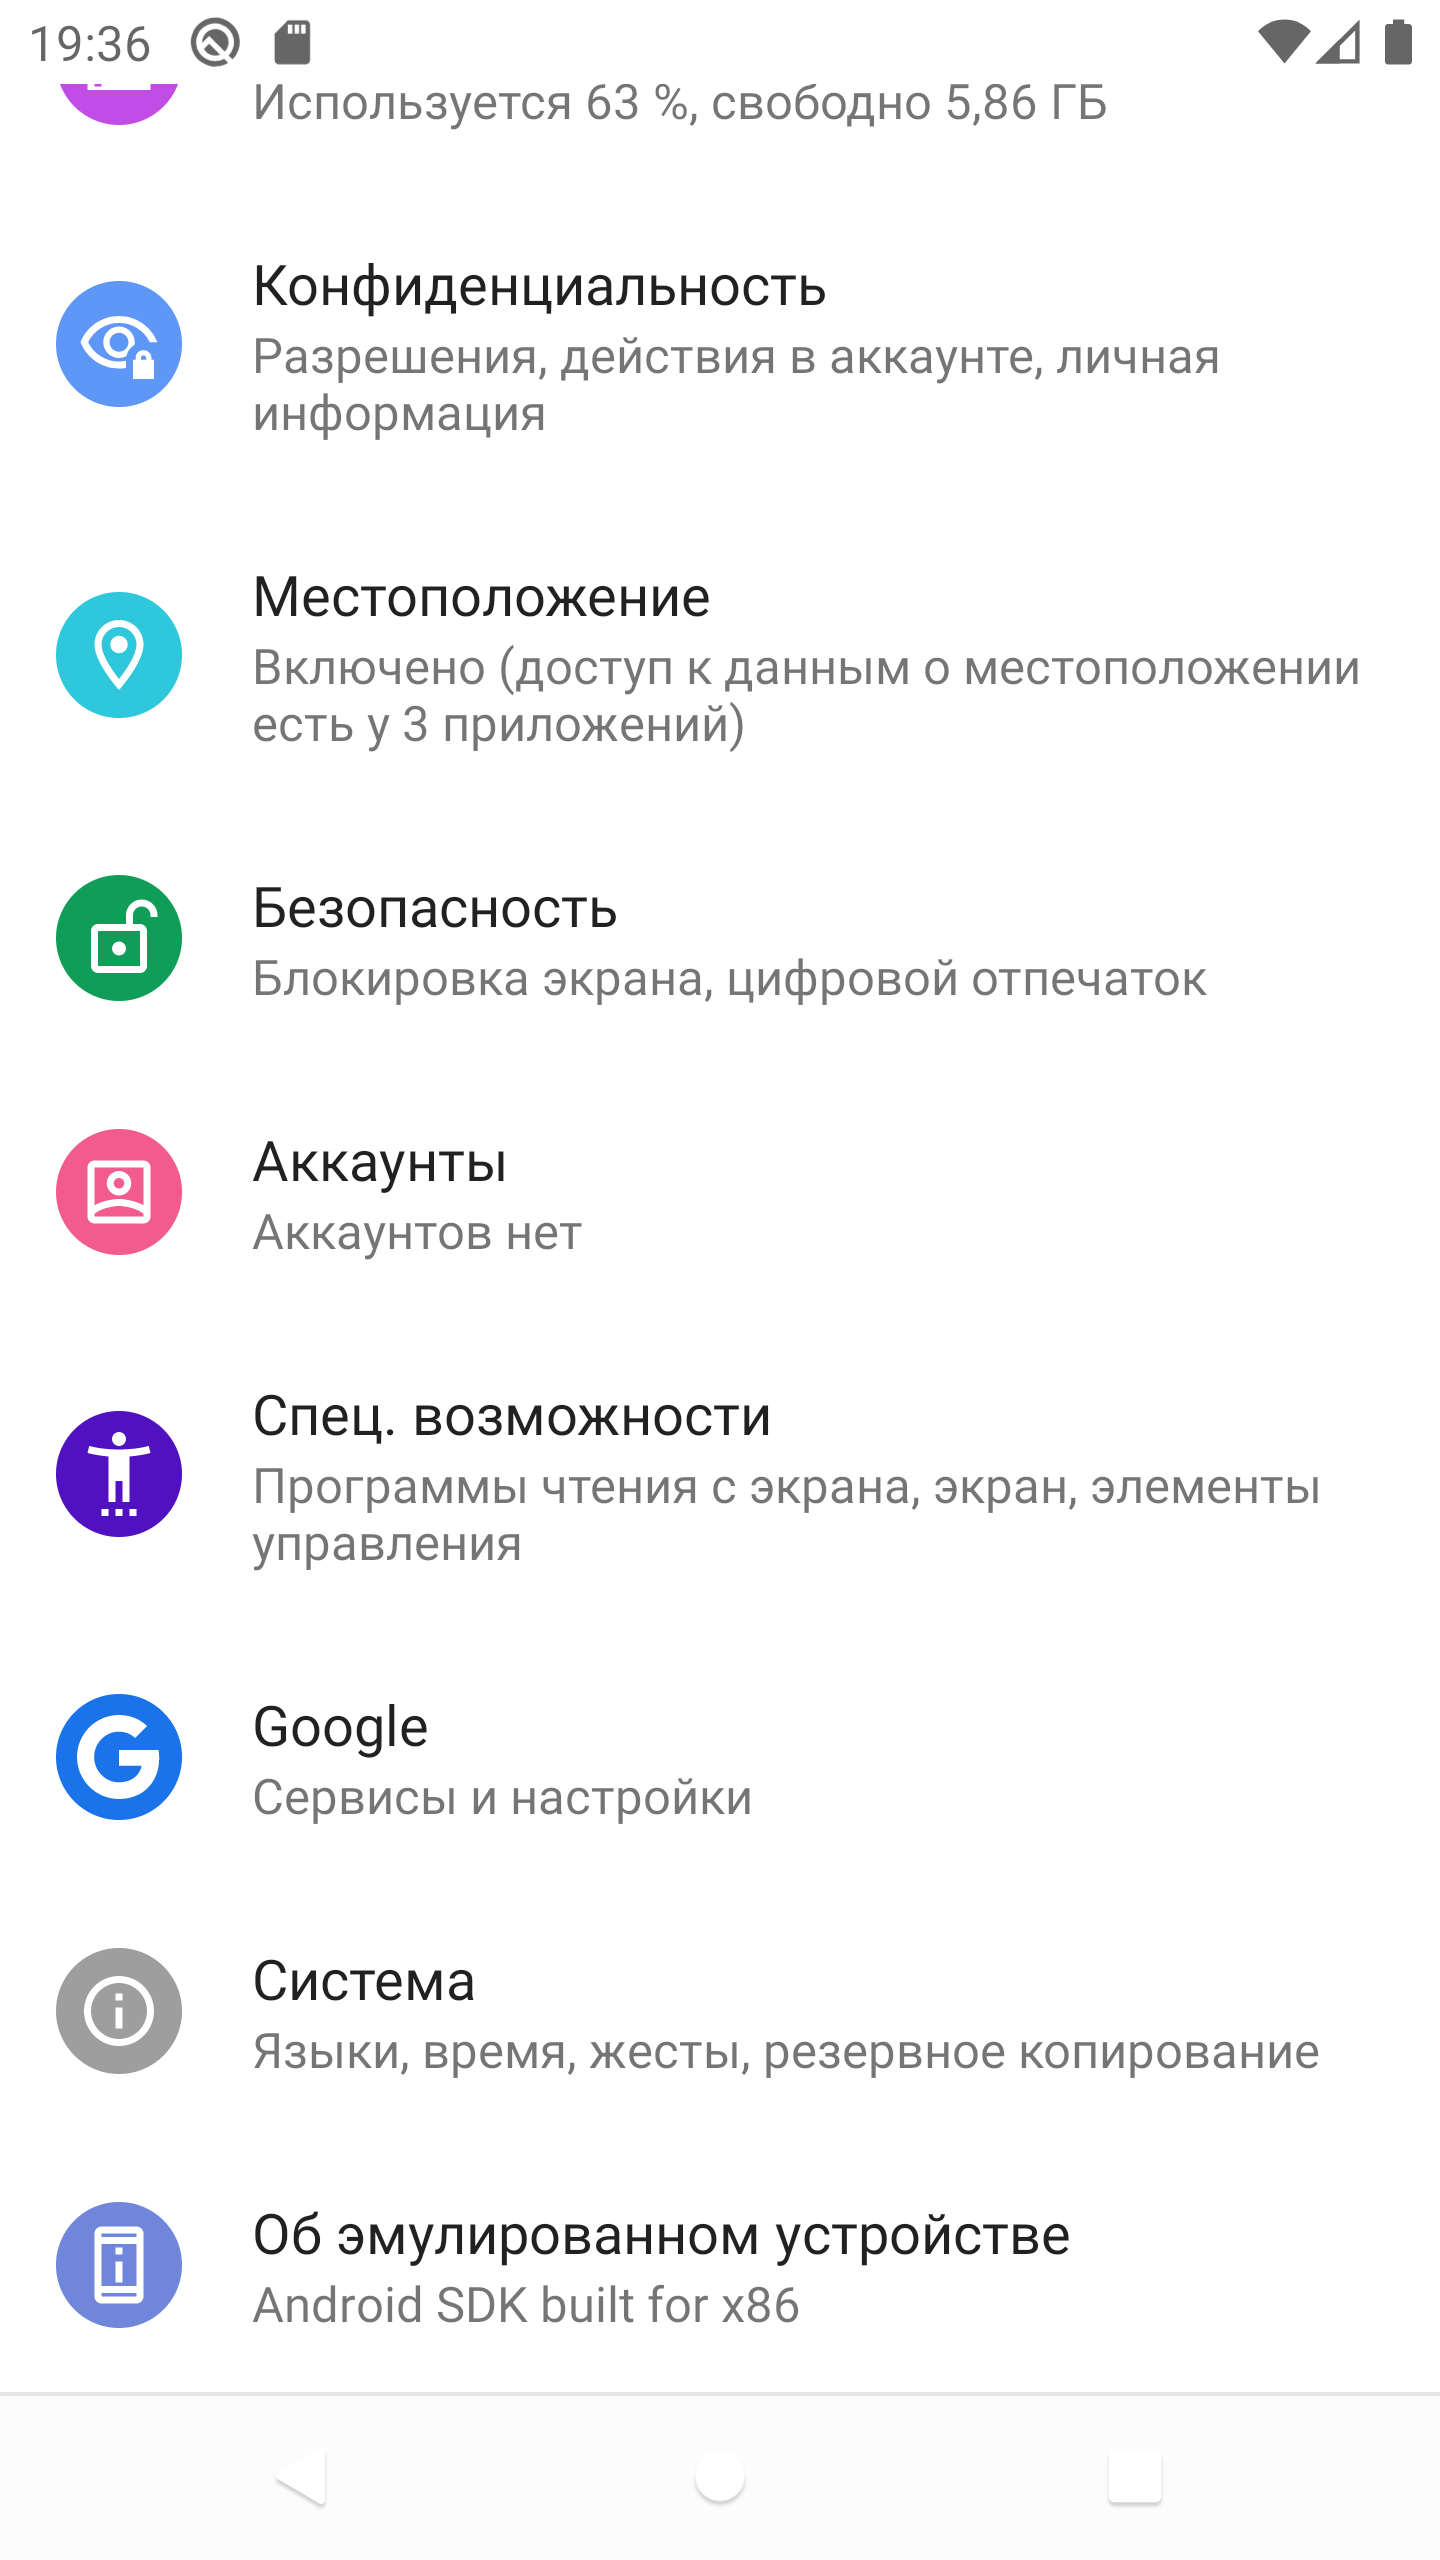 19:36
Используется 63 %, свободно 5,86 ГБ
Конфиденциальность
Разрешения, действия в аккаунте, личная
информация
Местоположение
Включено (доступ к данным о местоположении
есть у 3 приложений)
Безопасность
Блокировка экрана, цифровой отпечаток
Аккаунты
Аккаунтов нет
Спец. возможности
Программы чтения с экрана, экран, элементы
управления
Google
Сервисы и настройки
Система
Языки, время, жесты, резервное копирование
Об эмулированном устройстве
Android SDK built for x86